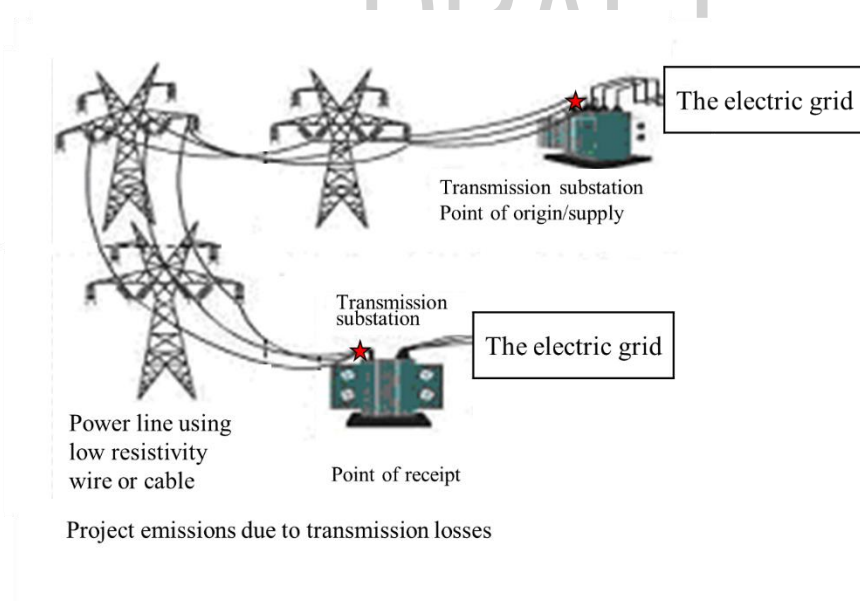 The electric grid
Transmission substation
Point of origin/supply
Transmission
substation
The electric grid
Power line using
low resistivity
wire or cable
Point of receipt
Project emissions due to transmission losses